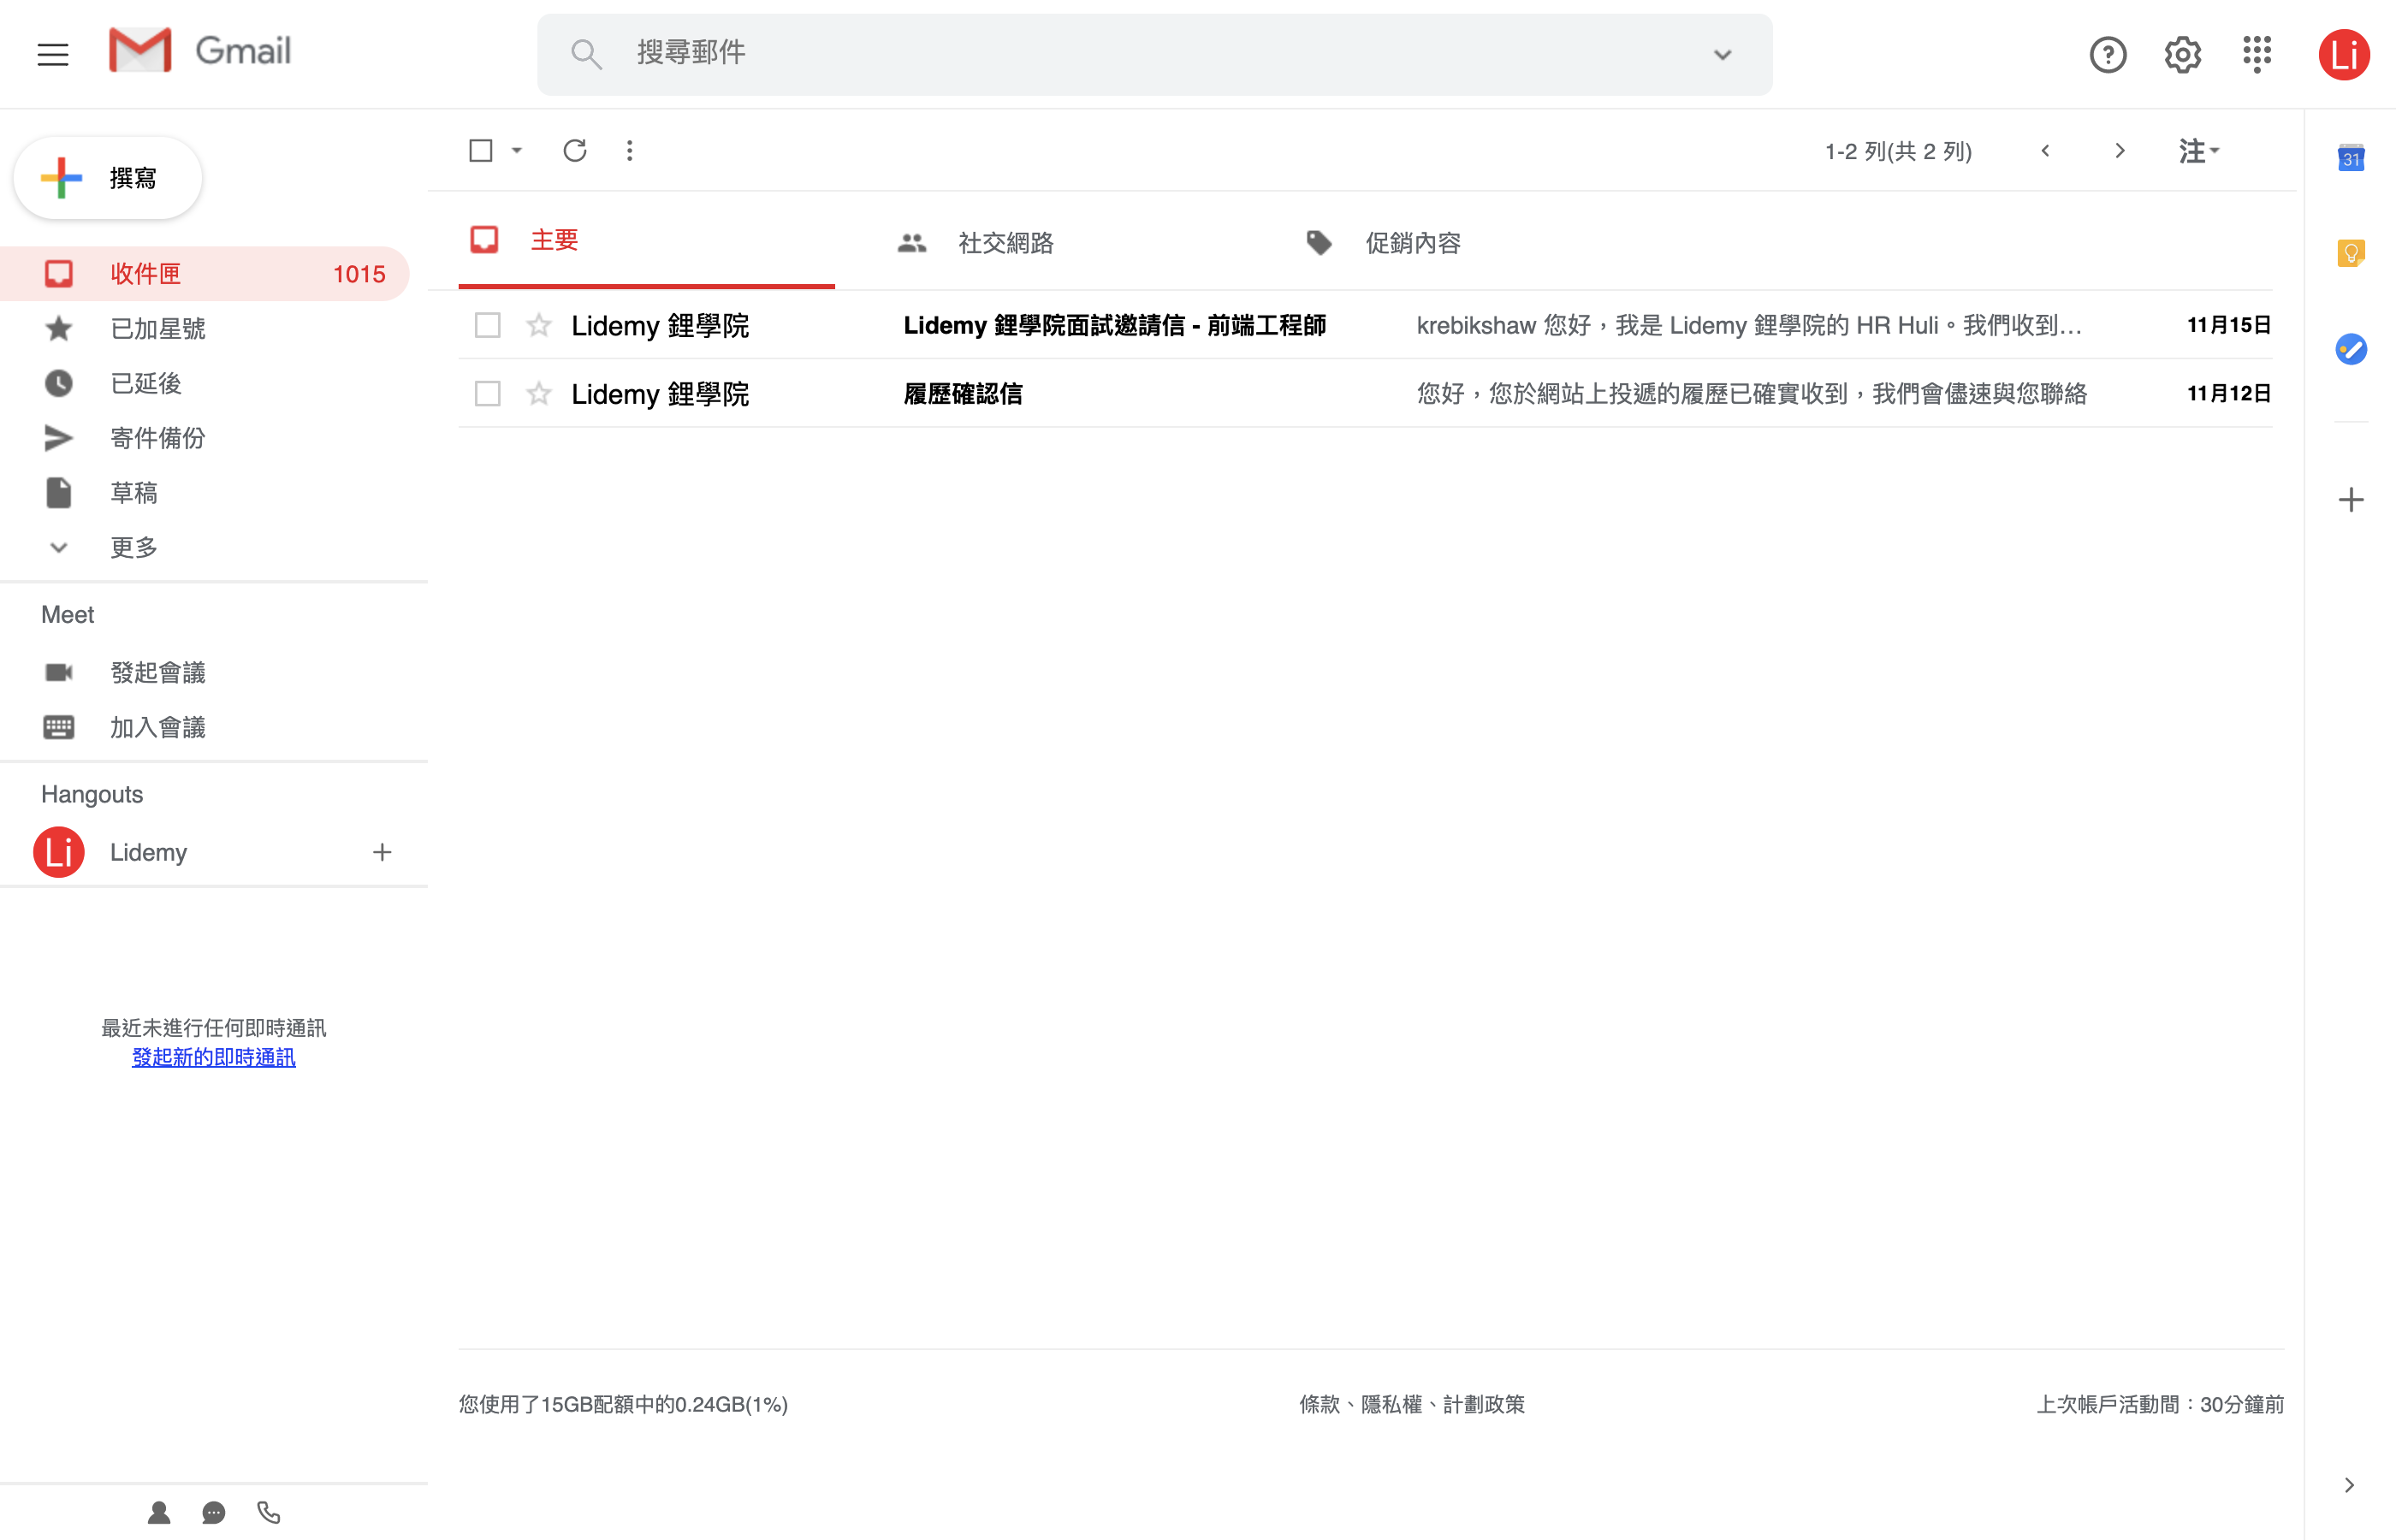 Gmail
搜尋郵件
Li
撰寫
1-2 列(共 2 列)
注
31
收件匣 1015
已加星號
已延後
寄件備份
草稿
更多
Meet
發起會議
加入會議
Hangouts
Li Lidemy
最近未進行任何即時通訊
發起新的即時通訊
主要 社交網路 促銷內容
Lidemy 鋰學院 Lidemy 鋰學院面試邀請信 - 前端工程師 krebikshaw 您好，我是 Lidemy 鋰學院的 HR Huli。我們收到... 11月15日
Lidemy 鋰學院 履歷確認信 您好，您於網站上投遞的履歷已確實收到，我們會儘速與您聯絡 11月12日
您使用了15GB配額中的0.24GB(1%) 條款、隱私權、計劃政策 上次帳戶活動間：30分鐘前